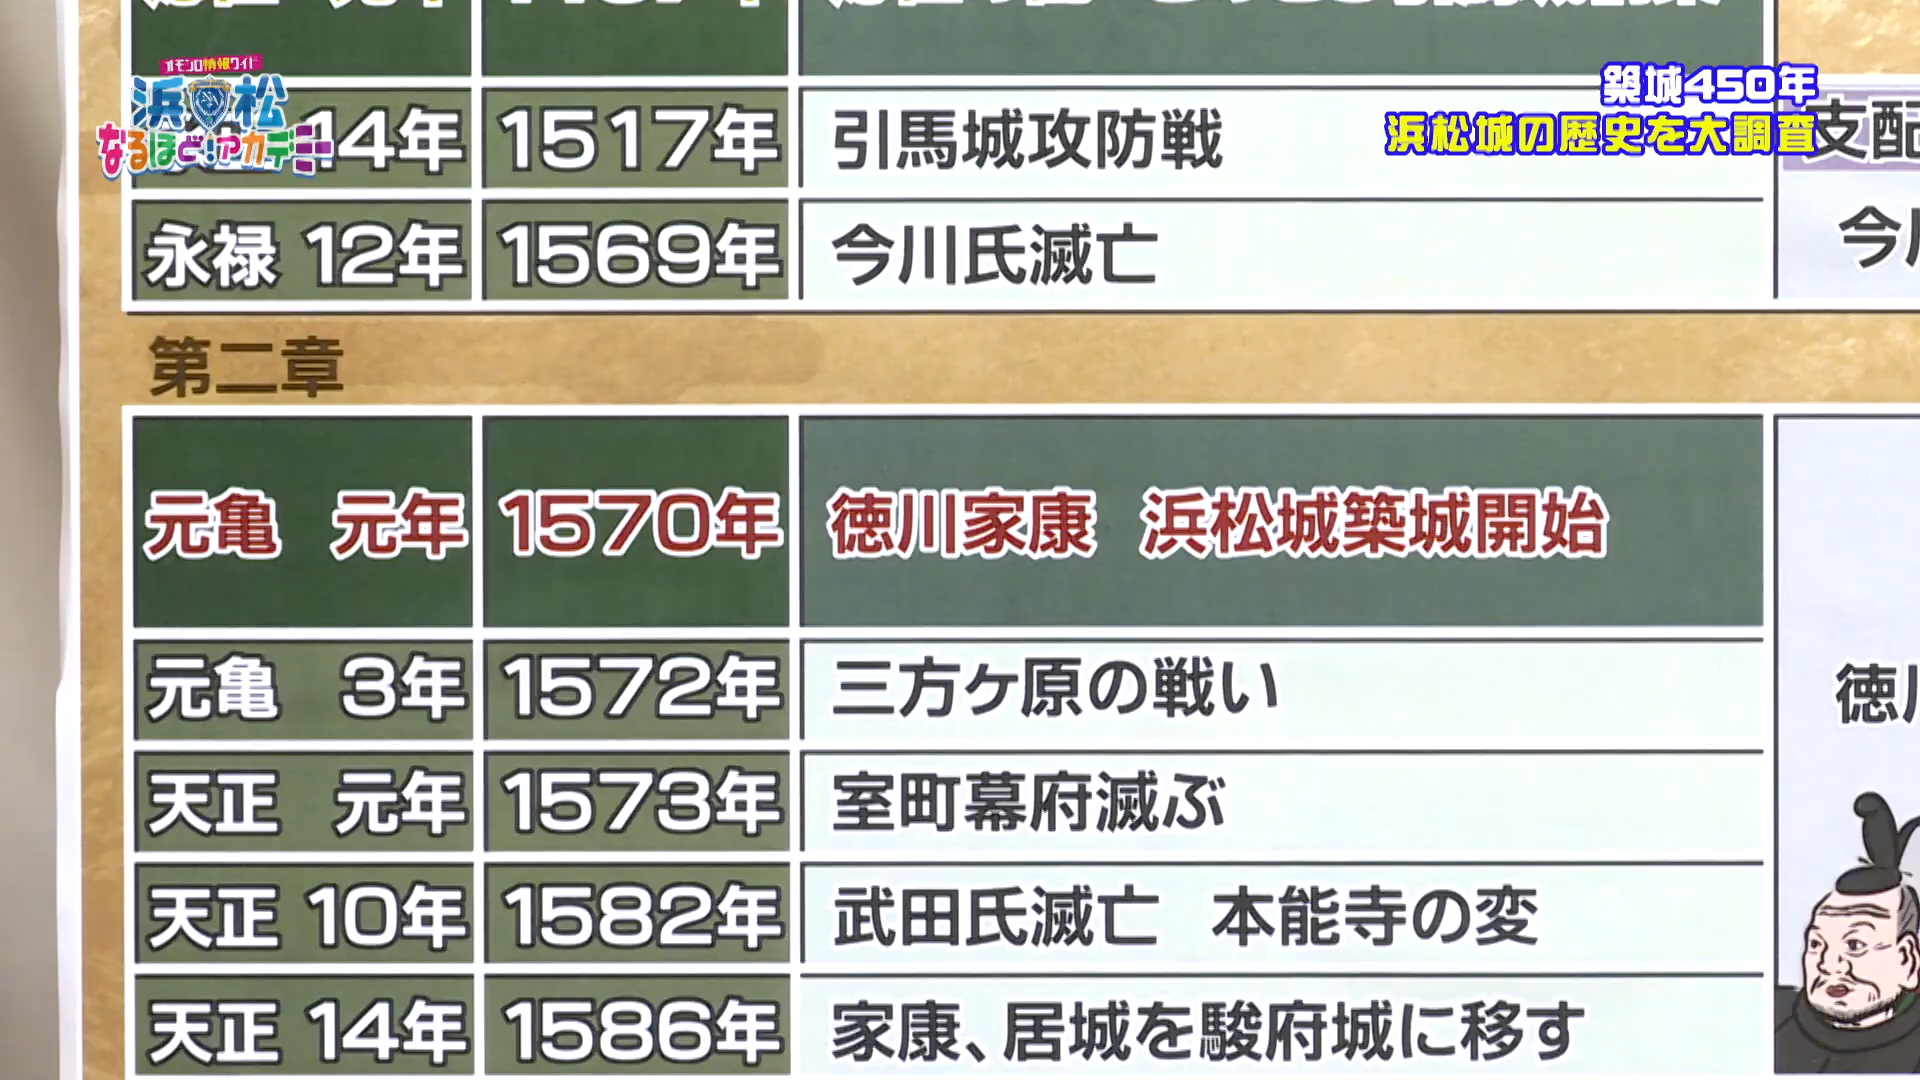 オモシロ情報ワイド
浜松
なるほど!アカデミー
築城450年
浜松城の歴史を大調査
14年 1517年 引馬城攻防戦
支配
永禄 12年 1569年 今川氏滅亡
今川
第二章
元亀 元年 1570年 徳川家康 浜松城築城開始
元亀 3年 1572年 三方ケ原の戦い
徳川
天正 元年 1573年 室町幕府滅ぶ
天正 10年 1582年 武田氏滅亡 本能寺の変
天正 14年 1586年 家康、居城を駿府城に移す